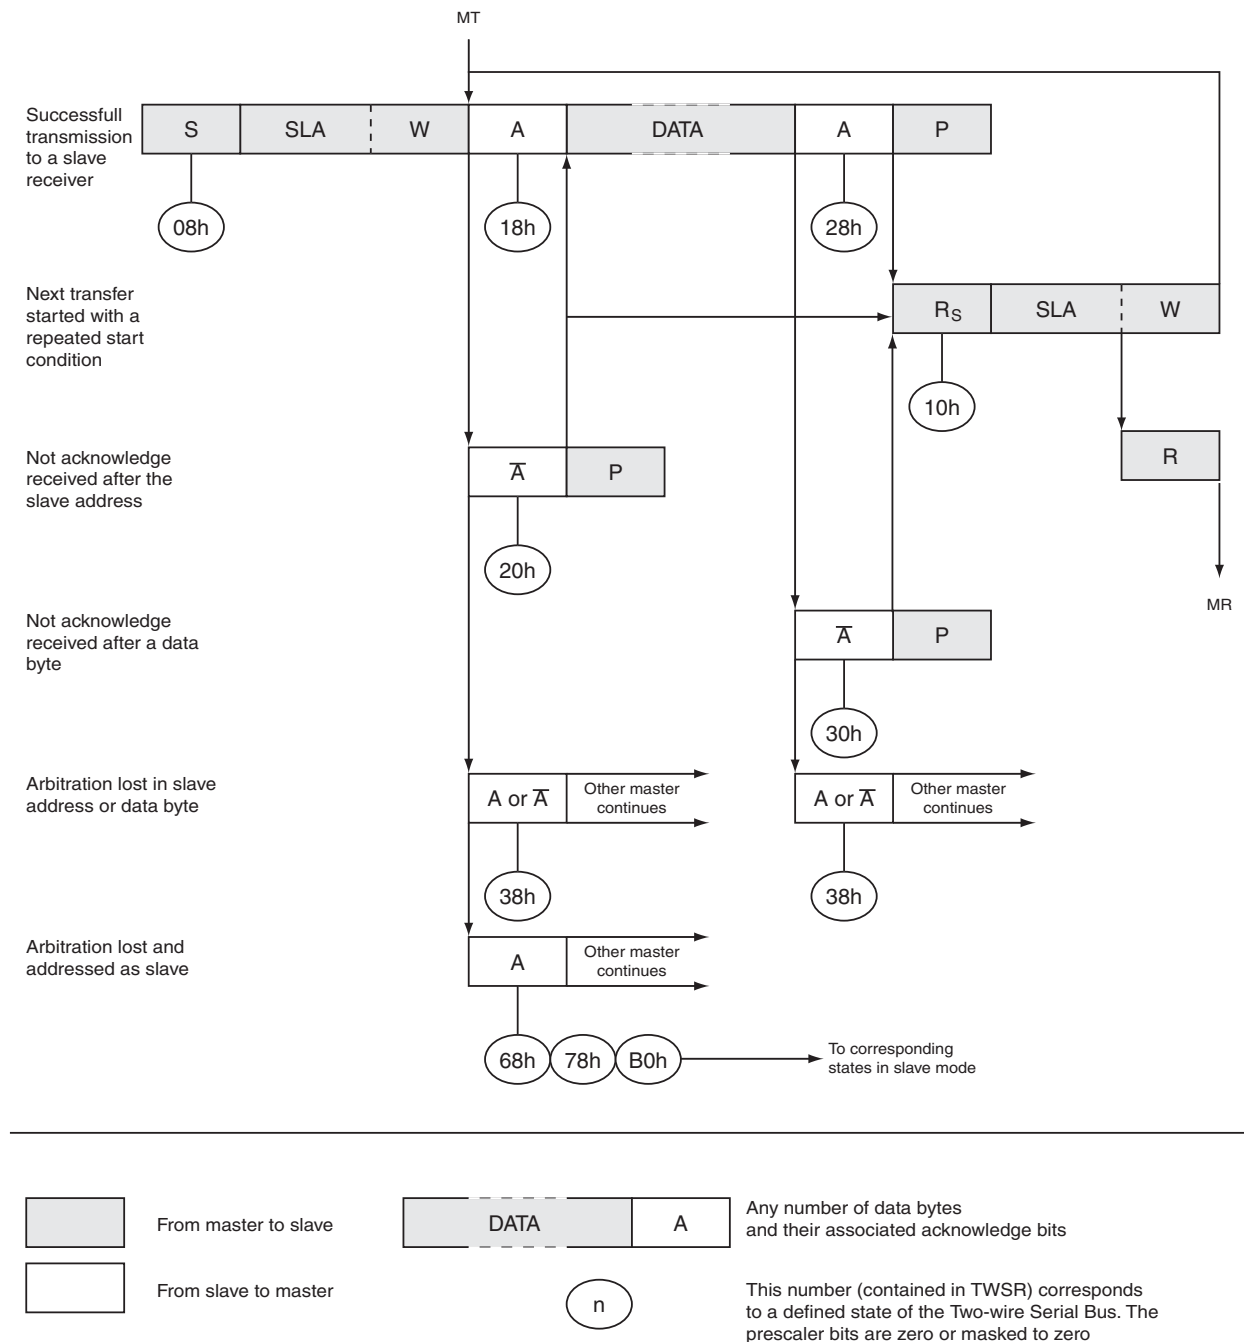 MT
Successfull
transmission
to a slave
receiver
S SLA W A DATA A P
08h 18h 28h
Next transfer
started with a
repeated start
condition
RS SLA W
10h
Not acknowledge
received after the
slave address
A̅ P
R
20h
MR
Not acknowledge
received after a data
byte
A̅ P
30h
Arbitration lost in slave
address or data byte
A or A̅
Other master
continues
A or A̅
Other master
continues
38h 38h
Arbitration lost and
addressed as slave
A
Other master
continues
68h 78h B0h
To corresponding
states in slave mode
From master to slave
DATA A
Any number of data bytes
and their associated acknowledge bits
From slave to master
n
This number (contained in TWSR) corresponds
to a defined state of the Two-wire Serial Bus. The
prescaler bits are zero or masked to zero